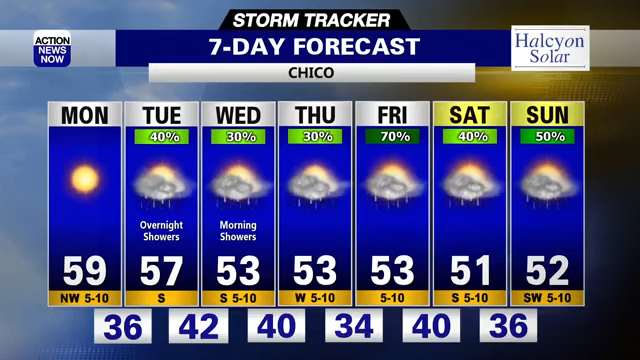 STORM TRACKER
ACTION
NEWS
NOW
7-DAY FORECAST
Halcyon
Solar
CHICO
MON TUE WED THU FRI SAT SUN
40% 30% 30% 70% 40% 50%
Overnight
Showers
Morning
Showers
59 57 53 53 53 51 52
NW 5-10 S S 5-10 W 5-10 5-10 S 5-10 SW 5-10
36 42 40 34 40 36